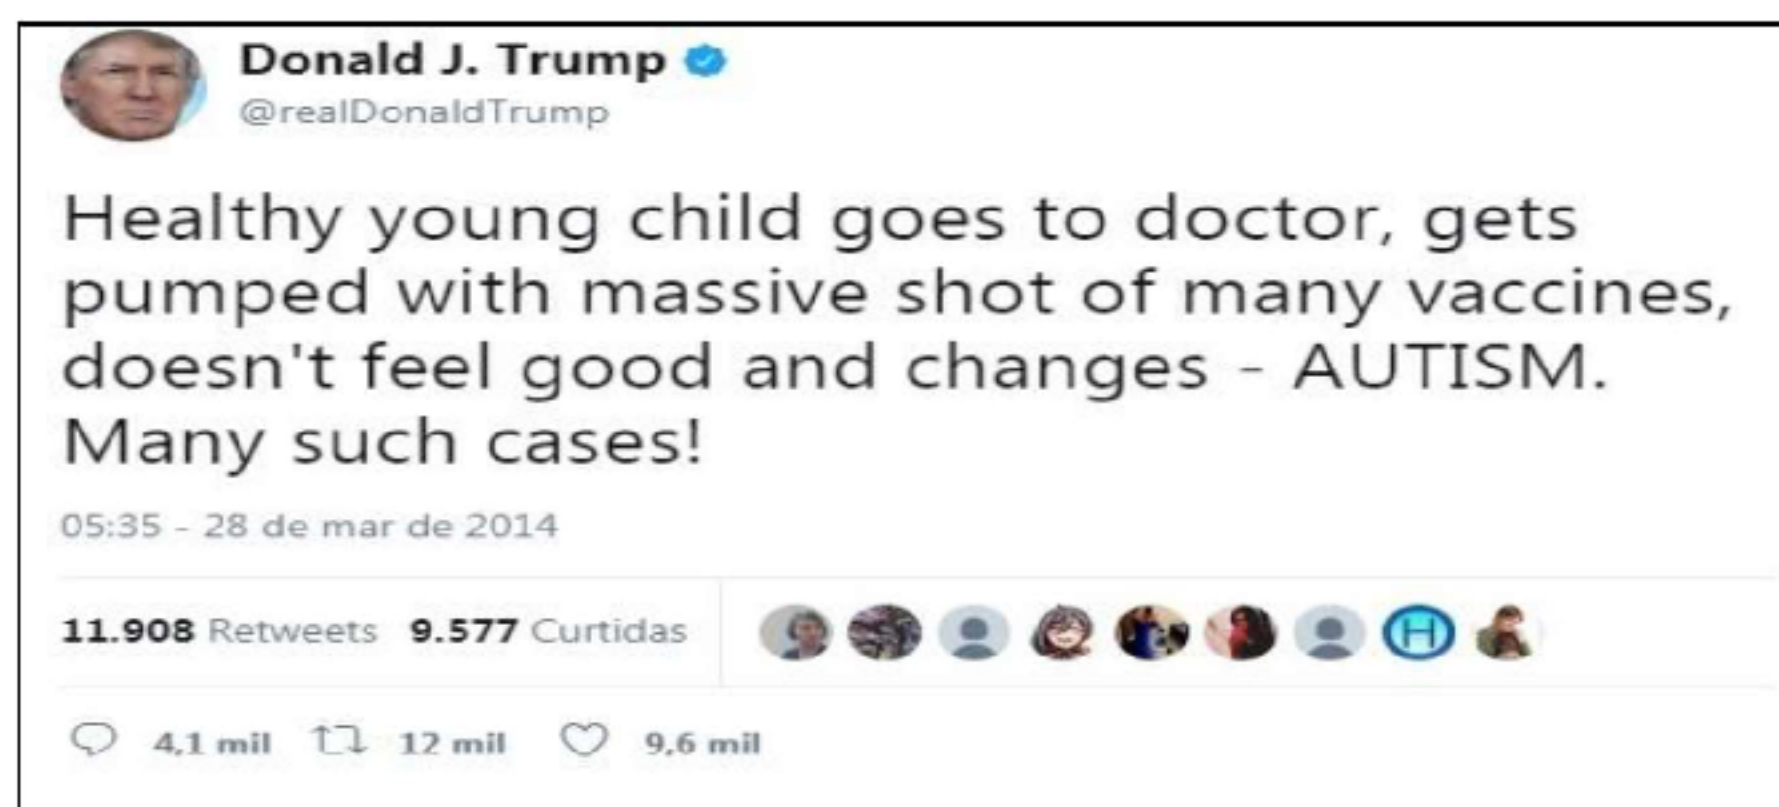 Donald J. Trump
@realDonaldTrump
Healthy young child goes to doctor, gets
pumped with massive shot of many vaccines,
doesn't feel good and changes - AUTISM.
Many such cases!
05:35 - 28 de mar de 2014
11.908 Retweets 9.577 Curtidas
H
4,1 mil 12 mil 9,6 mil